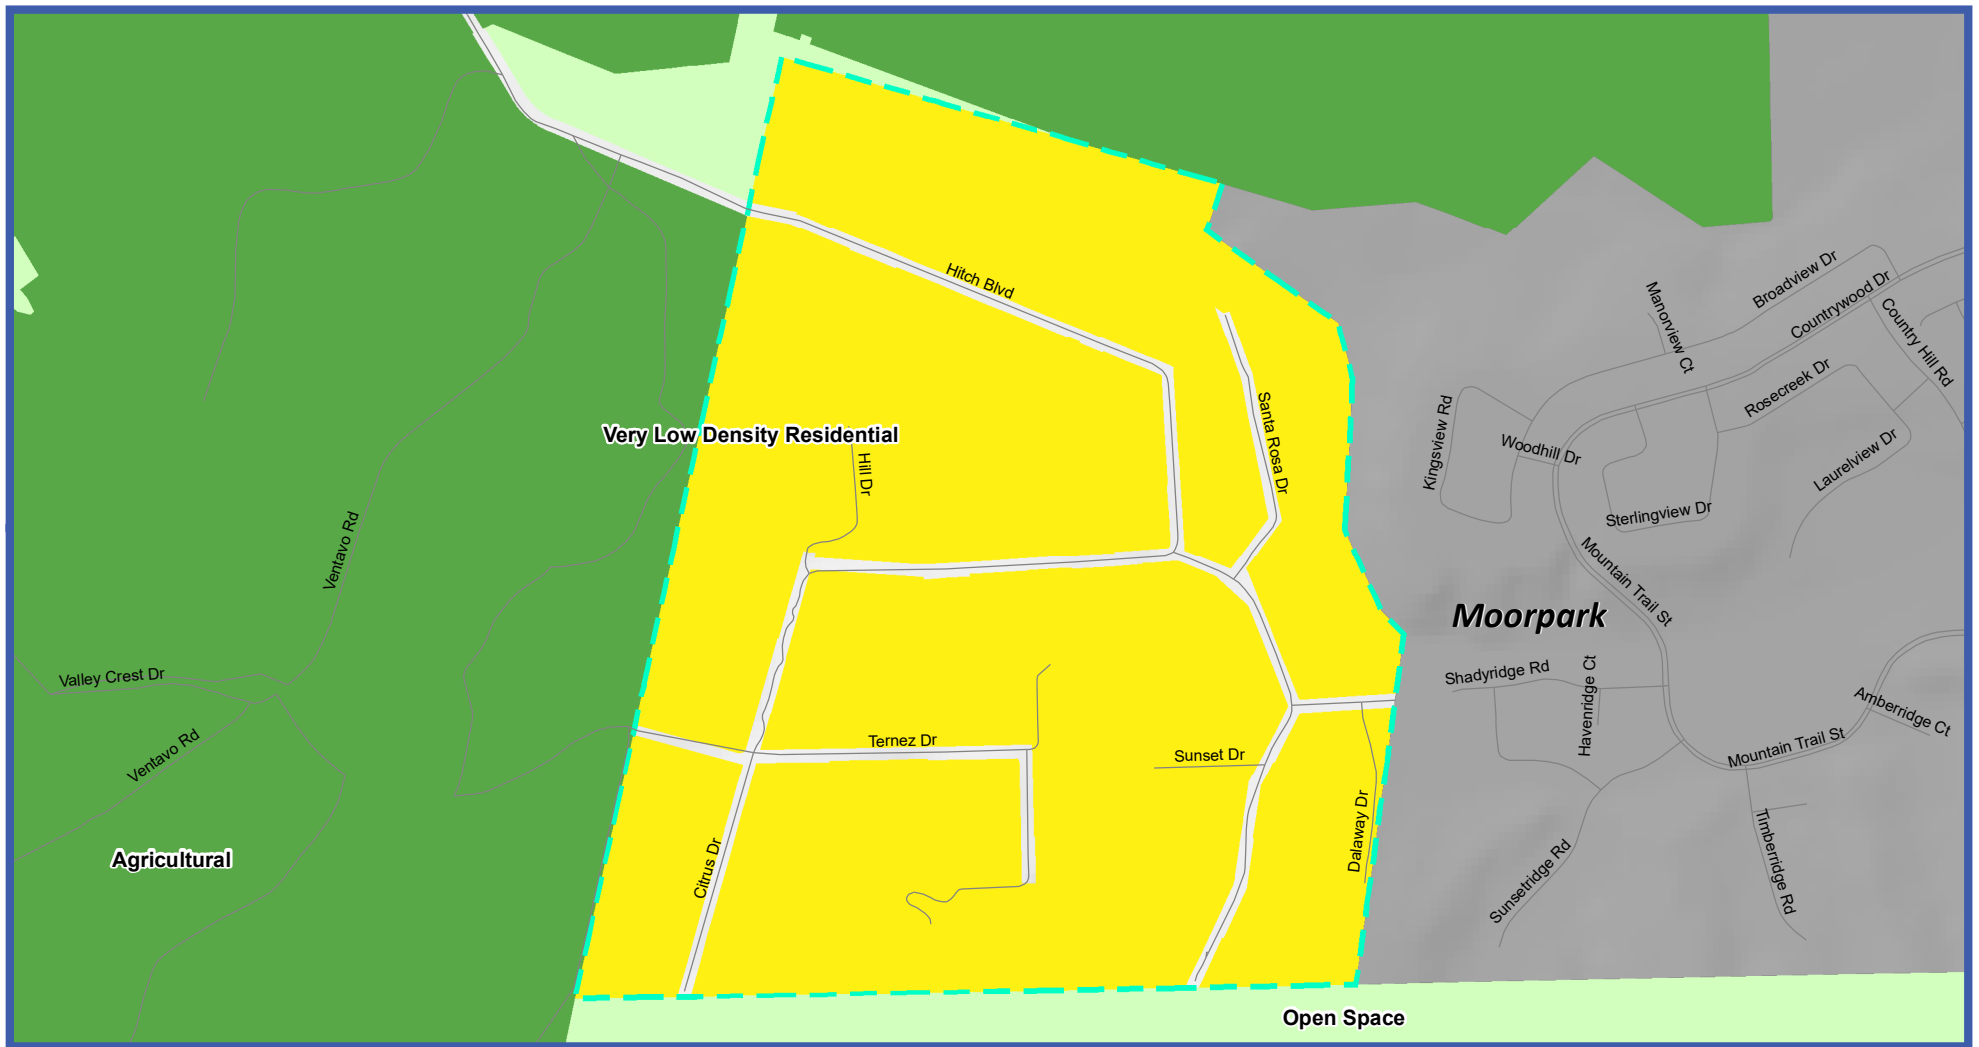 Hitch Blvd
Broadview Dr
Countrywood Dr
Manorview Ct
Country Hill Rd
Rosecreek Dr
Santa Rosa Dr
Kingsview Rd
Very Low Density Residential
Woodhill Dr
Laurelview Dr
Hill Dr
Sterlingview Dr
Ventavo Rd
Mountain Trail St
Moorpark
Valley Crest Dr
Shadyridge Rd
Havenridge Ct
Amberridge Ct
Ternez Dr
Sunset Dr
Mountain Trail St
Ventavo Rd
Dalaway Dr
Timberridge Rd
Agricultural
Citrus Dr
Sunsetridge Rd
Open Space